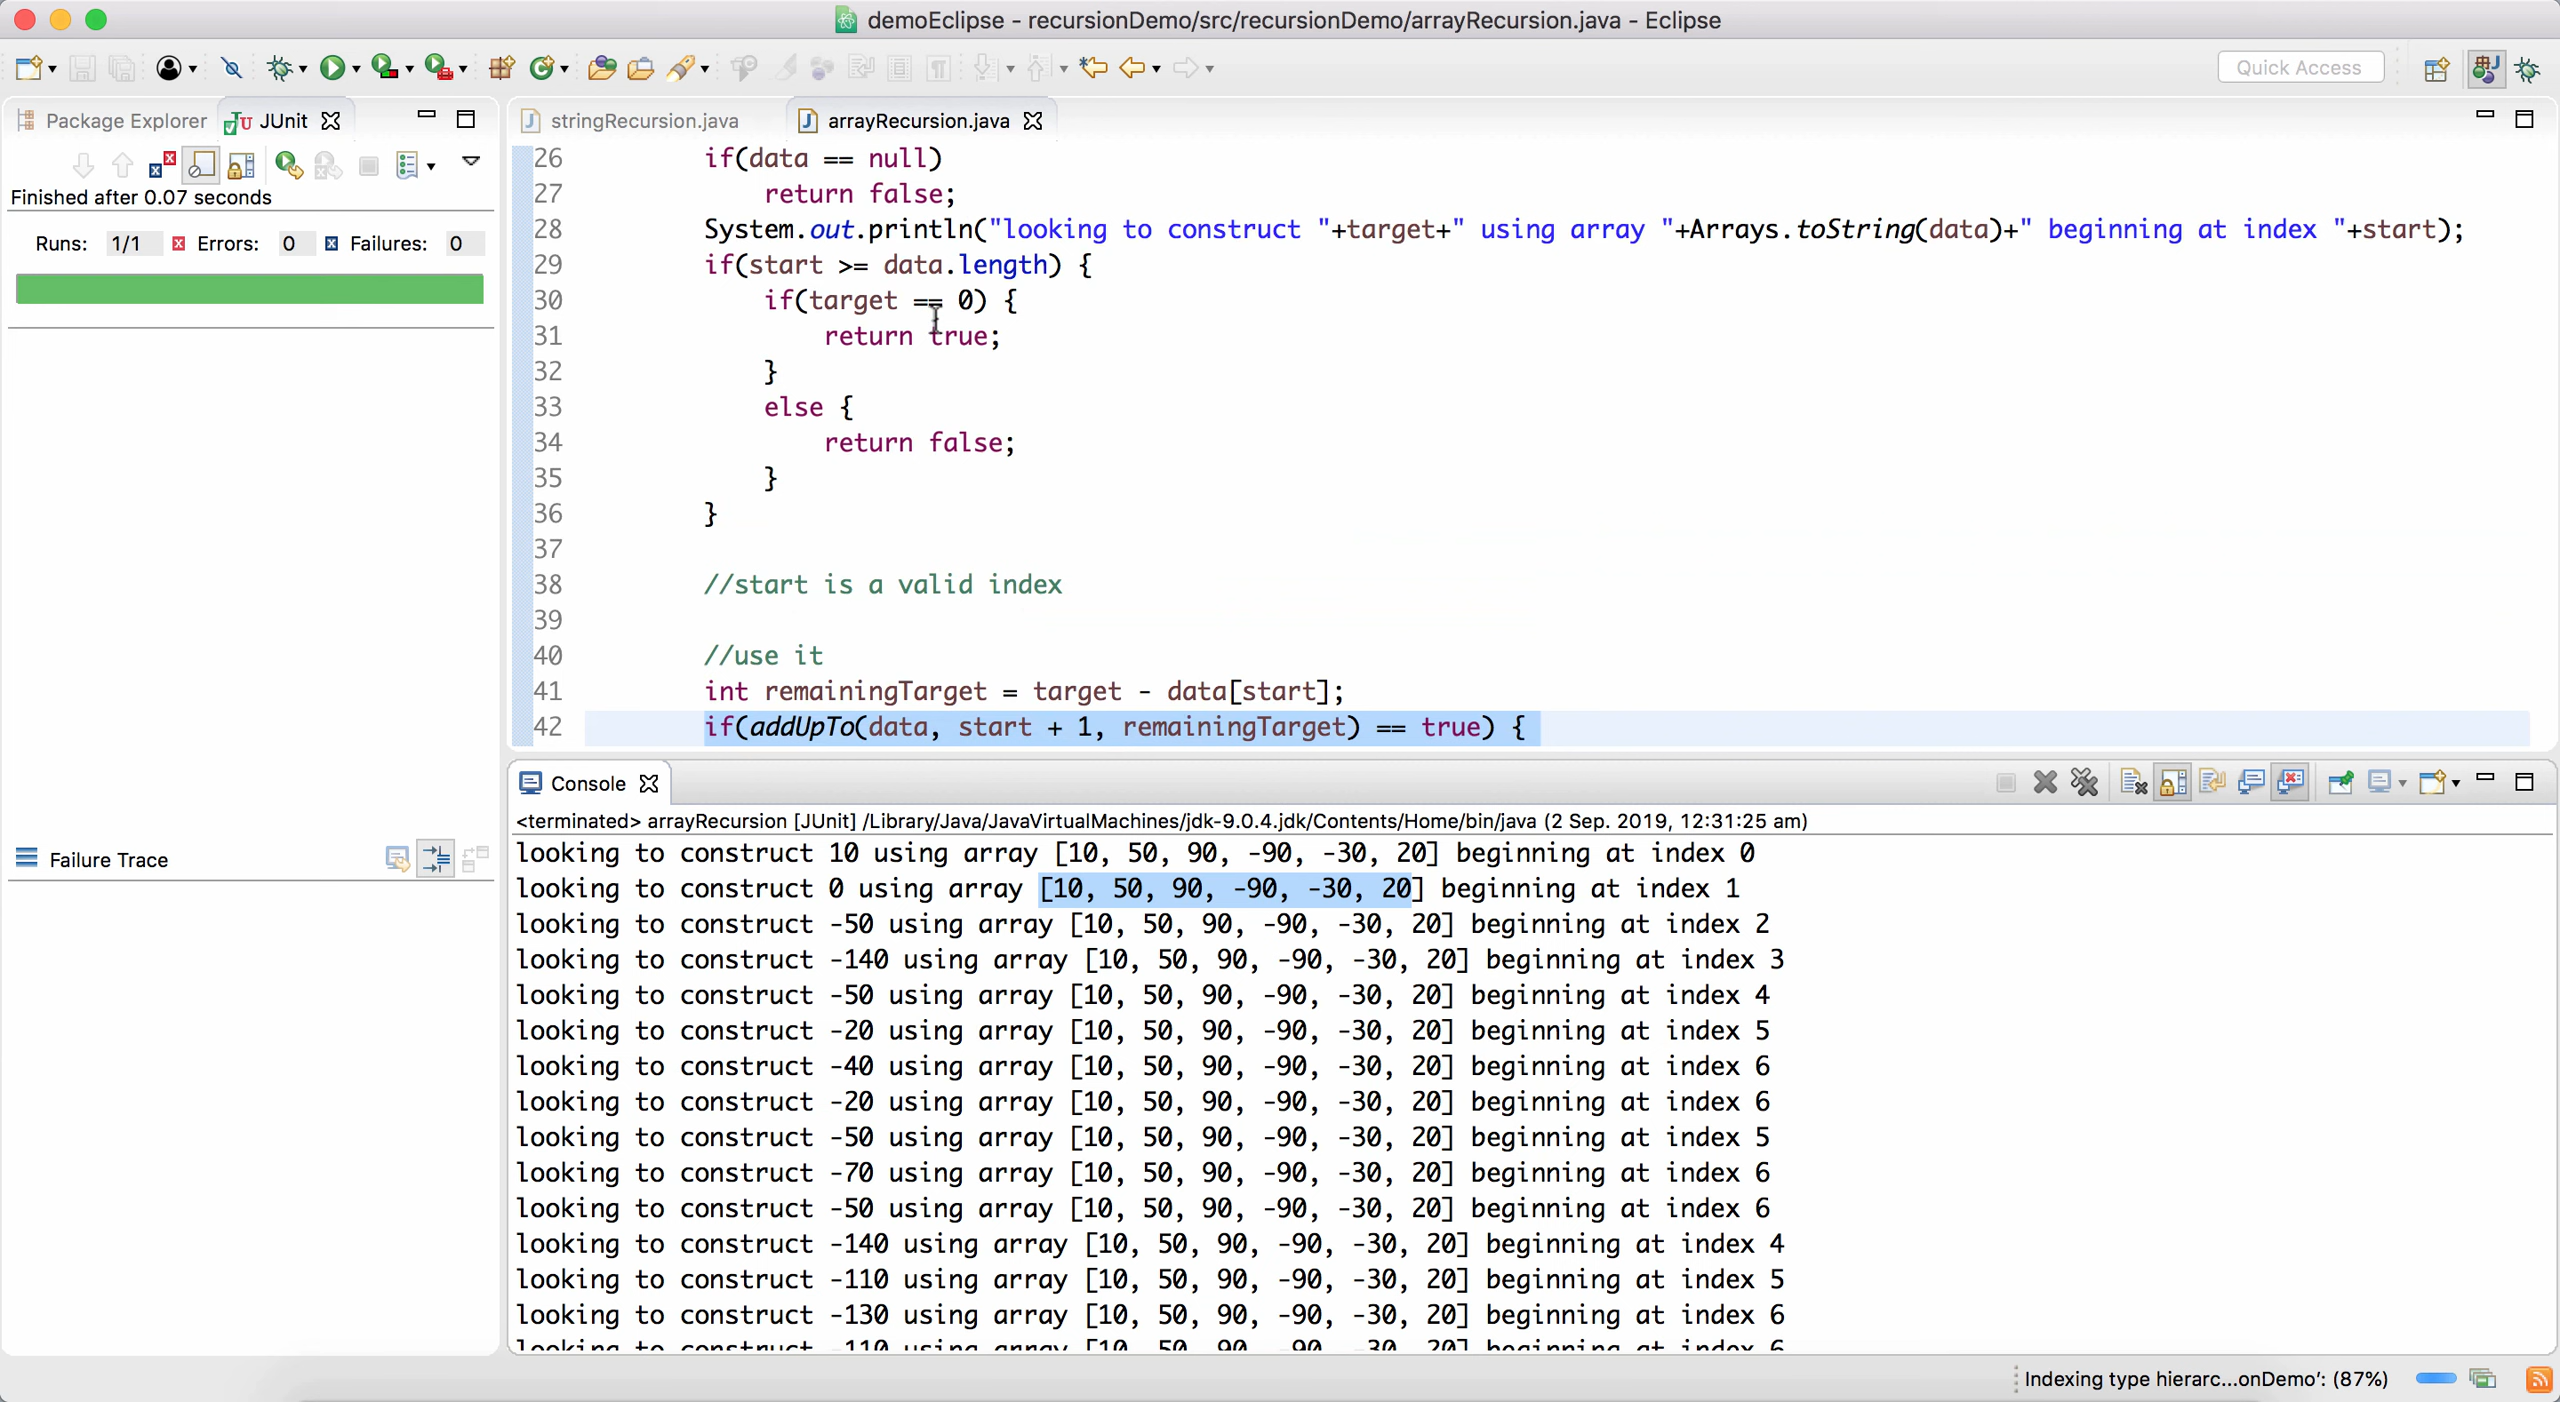 demoEclipse - recursionDemo/src/recursionDemo/arrayRecursion.java - Eclipse
Quick Access
Package Explorer
JUnit
Finished after 0.07 seconds
Runs: 1/1 Errors: 0 Failures: 0
Failure Trace
stringRecursion.java
arrayRecursion.java
26 if(data == null)
27 return false;
28 System.out.println("looking to construct "+target+" using array "+Arrays.toString(data)+" beginning at index "+start);
29 if(start >= data.length) {
30 if(target == 0) {
31 return true;
32 }
33 else {
34 return false;
35 }
36 }
37
38 //start is a valid index
39
40 //use it
41 int remainingTarget = target - data[start];
42 if(addUpTo(data, start + 1, remainingTarget) == true) {
Console
<terminated> arrayRecursion [JUnit] /Library/Java/JavaVirtualMachines/jdk-9.0.4.jdk/Contents/Home/bin/java (2 Sep. 2019, 12:31:25 am)
looking to construct 10 using array [10, 50, 90, -90, -30, 20] beginning at index 0
looking to construct 0 using array [10, 50, 90, -90, -30, 20] beginning at index 1
looking to construct -50 using array [10, 50, 90, -90, -30, 20] beginning at index 2
looking to construct -140 using array [10, 50, 90, -90, -30, 20] beginning at index 3
looking to construct -50 using array [10, 50, 90, -90, -30, 20] beginning at index 4
looking to construct -20 using array [10, 50, 90, -90, -30, 20] beginning at index 5
looking to construct -40 using array [10, 50, 90, -90, -30, 20] beginning at index 6
looking to construct -20 using array [10, 50, 90, -90, -30, 20] beginning at index 6
looking to construct -50 using array [10, 50, 90, -90, -30, 20] beginning at index 5
looking to construct -70 using array [10, 50, 90, -90, -30, 20] beginning at index 6
looking to construct -50 using array [10, 50, 90, -90, -30, 20] beginning at index 6
looking to construct -140 using array [10, 50, 90, -90, -30, 20] beginning at index 4
looking to construct -110 using array [10, 50, 90, -90, -30, 20] beginning at index 5
looking to construct -130 using array [10, 50, 90, -90, -30, 20] beginning at index 6
looking to construct -110 using array [10, 50, 90, -90, -30, 20] beginning at index 6
Indexing type hierarc...onDemo': (87%)